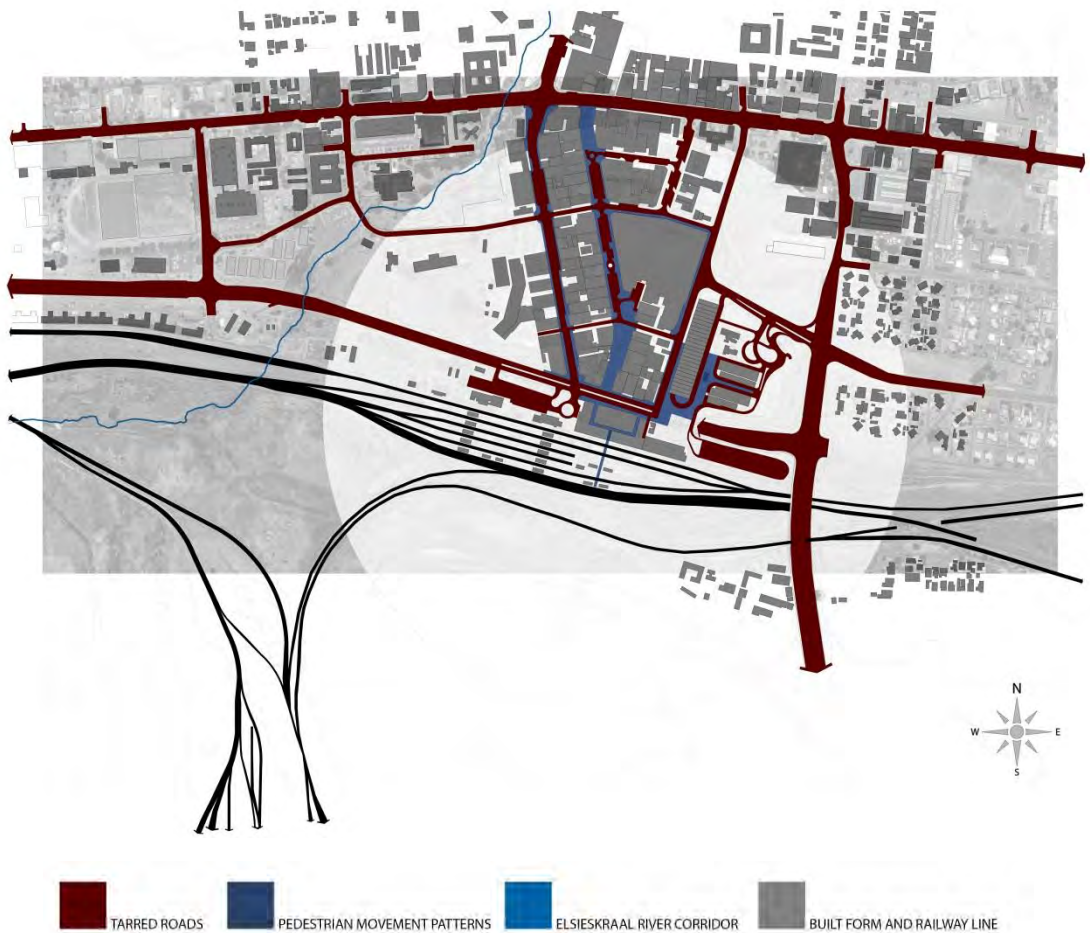 N
W E
S
TARRED ROADS PEDESTRIAN MOVEMENT PATTERNS ELSIESKRAAL RIVER CORRIDOR BUILT FORM AND RAILWAY LINE